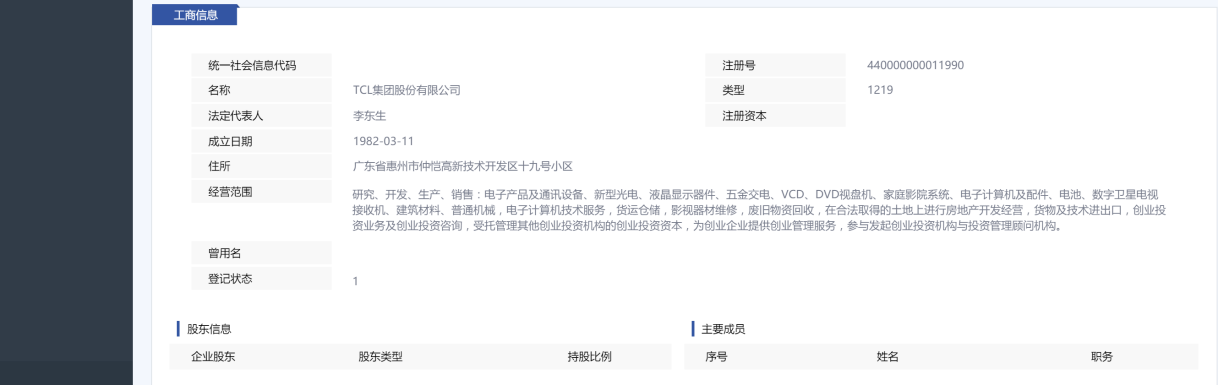 工商信息
统一社会信息代码
注册号 440000000011990
名称 TCL集团股份有限公司 类型 1219
法定代表人 李东生 注册资本
成立日期 1982-03-11
住所 广东省惠州市仲恺高新技术开发区十九号小区
经营范围 研究、开发、生产、销售：电子产品及通讯设备、新型光电、液晶显示器件、五金交电、VCD、DVD视盘机、家庭影院系统、电子计算机及配件、电池、数字卫星电视
接收机、建筑材料、普通机械，电子计算机技术服务，货运仓储，影视器材维修，废旧物资回收，在合法取得的土地上进行房地产开发经营，货物及技术进出口，创业投
资业务及创业投资咨询，受托管理其他创业投资机构的创业投资资本，为创业企业提供创业管理服务，参与发起创业投资机构与投资管理顾问机构。
曾用名
登记状态 1
股东信息 主要成员
企业股东 股东类型 持股比例 序号 姓名 职务